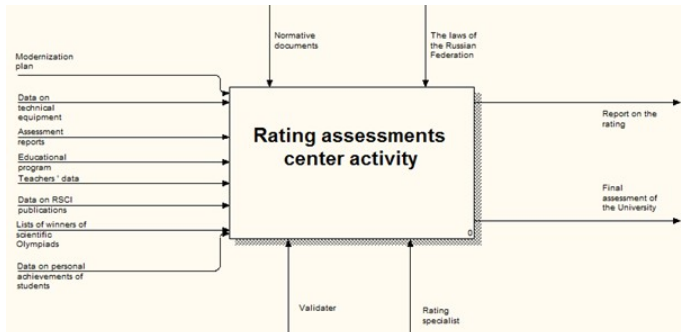 Normative
documents
The laws of
the Russian
Federation
Modernization
plan
Data on
technical
equipment
Assessment
reports
Educational
program
Teachers ' data
Data on RSCI
publications
Lists of winners of
scientific
Olympiads
Data on personal
achievements of
students
Rating assessments
center activity
0
Report on the
rating
Final
assessment of
the University
Validater
Rating
specialist